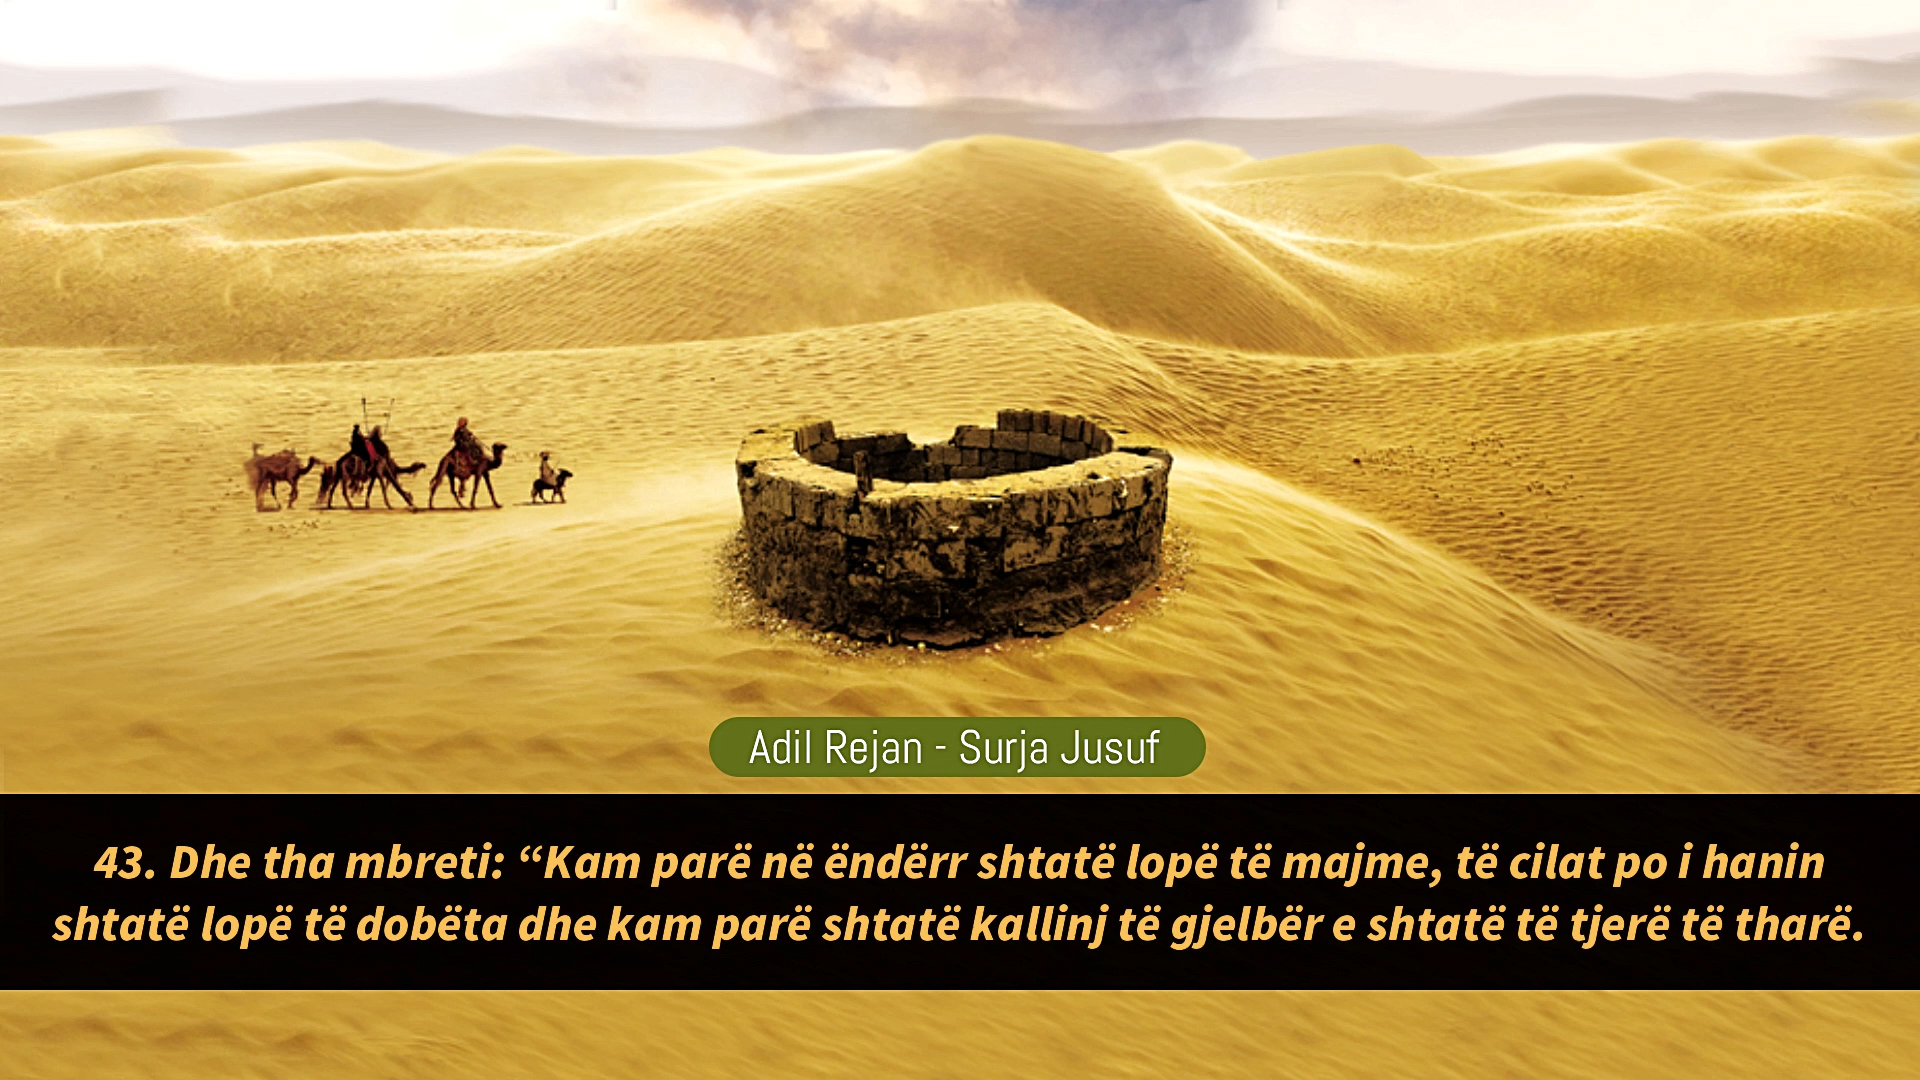 Adil Rejan - Surja Jusuf
43. Dhe tha mbreti: “Kam parë në ëndërr shtatë lopë të majme, të cilat po i hanin
shtatë lopë të dobëta dhe kam parë shtatë kallinj të gjelbër e shtatë të tjerë të tharë.